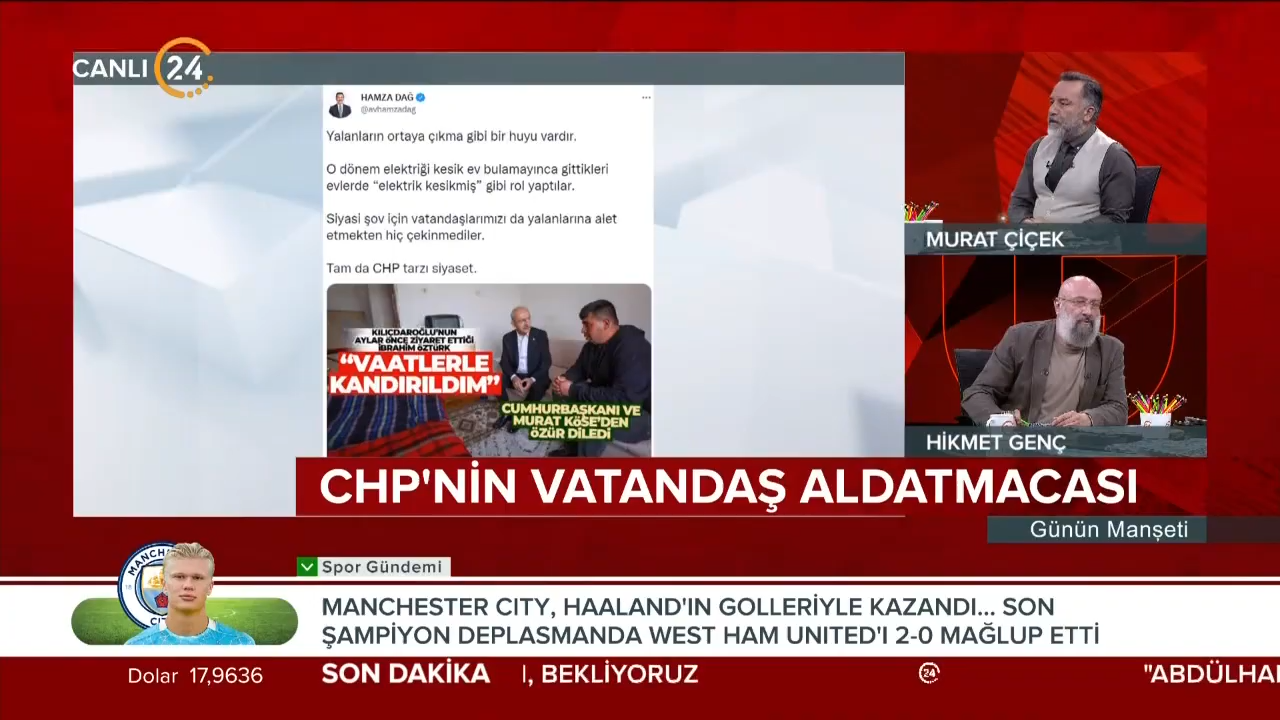 CANLI 24
HAMZA DAĞ
@avhamzadag
Yalanların ortaya çıkma gibi bir huyu vardır.
O dönem elektriği kesik ev bulamayınca gittikleri
evlerde “elektrik kesikmiş” gibi rol yaptılar.
Siyasi şov için vatandaşlarımızı da yalanlarına alet
etmekten hiç çekinmediler.
Tam da CHP tarzı siyaset.
KILIÇDAROĞLU'NUN
AYLAR ÖNCE ZİYARET ETTİĞİ
İBRAHİM ÖZTÜRK
“VAATLERLE
KANDIRILDIM”
CUMHURBAŞKANI VE
MURAT KÖSE'DEN
ÖZÜR DİLEDİ
MURAT ÇİÇEK
HİKMET GENÇ
CHP'NİN VATANDAŞ ALDATMACASI
Günün Manşeti
Spor Gündemi
MANCHESTER CITY, HAALAND'IN GOLLERİYLE KAZANDI... SON
ŞAMPİYON DEPLASMANDA WEST HAM UNITED'I 2-0 MAĞLUP ETTİ
Dolar 17,9636
SON DAKİKA
I, BEKLİYORUZ
24
"ABDÜLHA